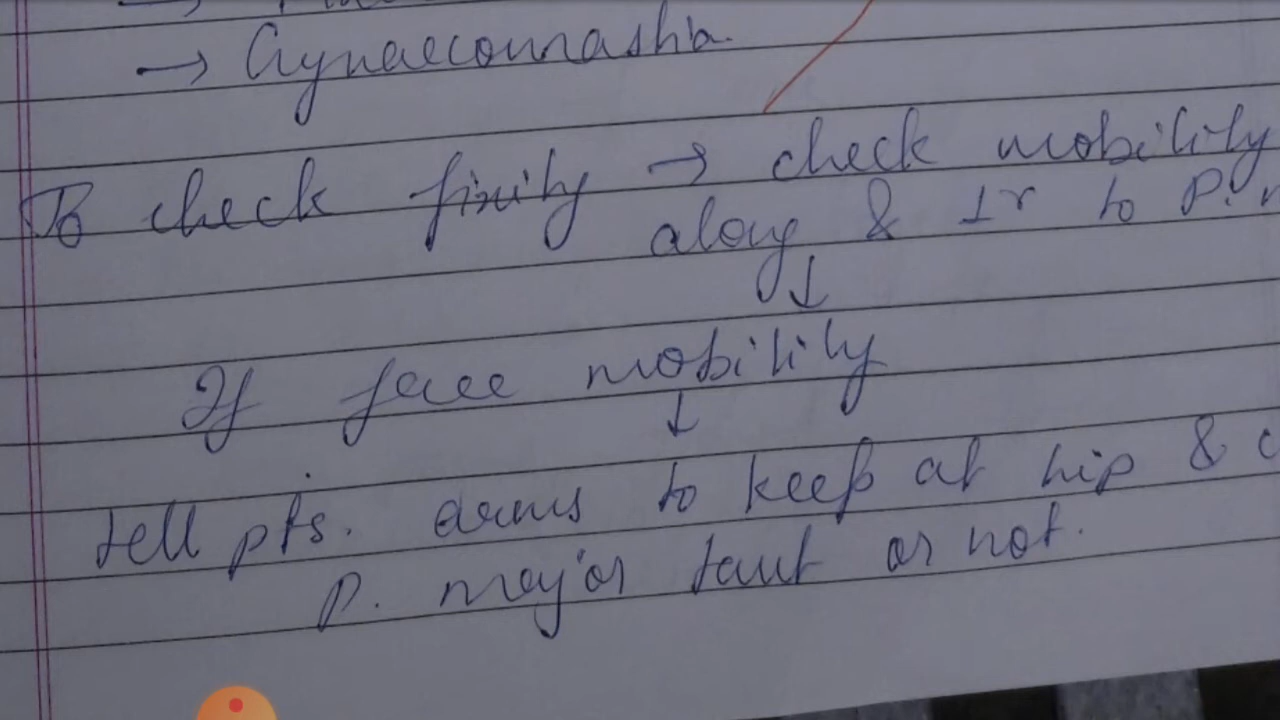 → Gynaecomastia.
To check fixity → check mobility
along & ⊥r to P.
↓
If free mobility
↓
tell pts. arms to keep at hip &
P. major taut or not.